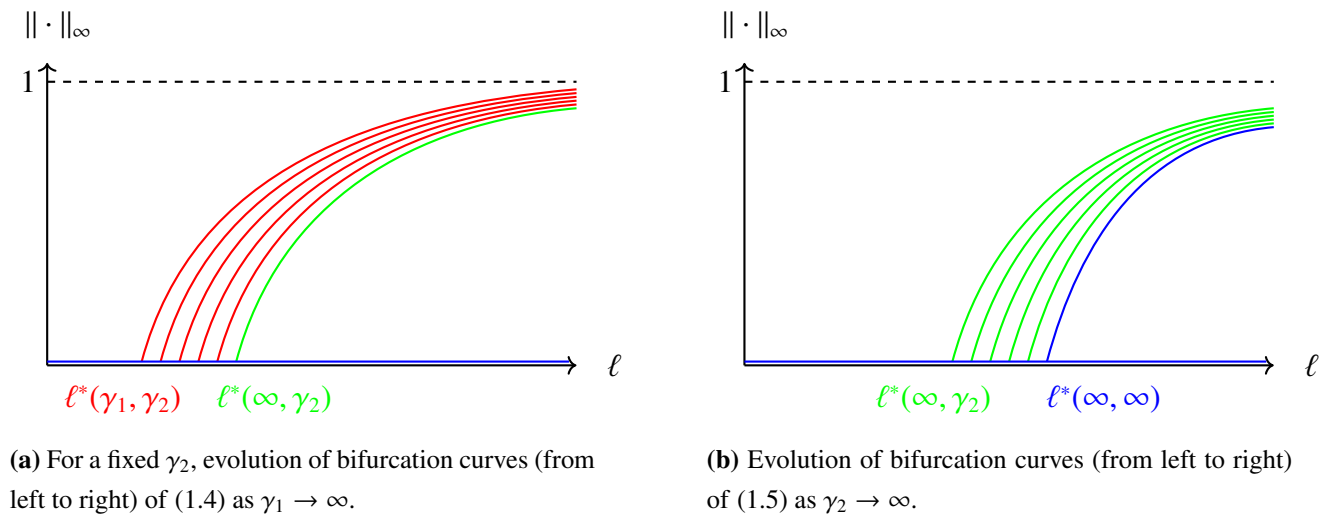 ‖ · ‖∞ ‖ · ‖∞
1 1
ℓ ℓ
ℓ*(γ1, γ2) ℓ*(∞, γ2) ℓ*(∞, γ2) ℓ*(∞, ∞)
(a) For a fixed γ2, evolution of bifurcation curves (from
left to right) of (1.4) as γ1 → ∞.
(b) Evolution of bifurcation curves (from left to right)
of (1.5) as γ2 → ∞.